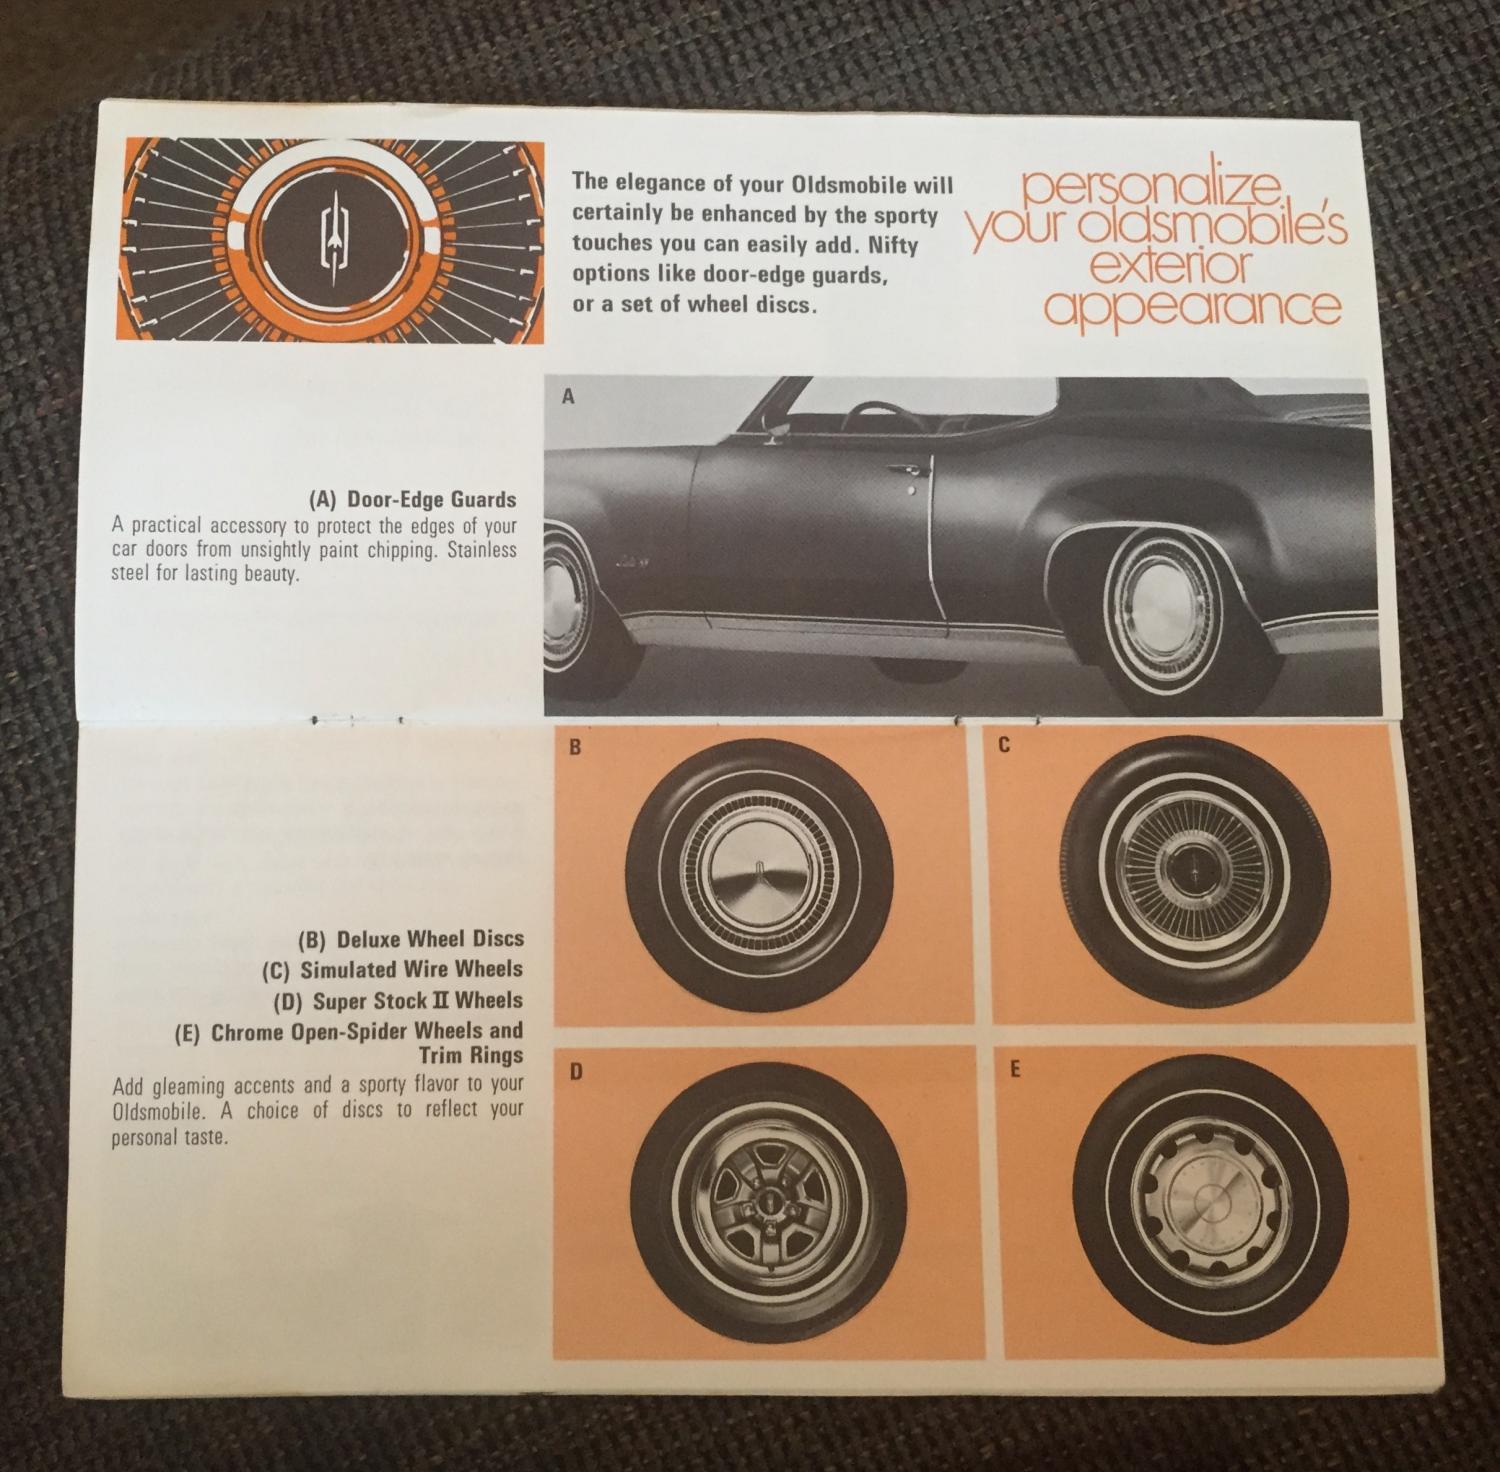 The elegance of your Oldsmobile will
certainly be enhanced by the sporty
touches you can easily add. Nifty
options like door-edge guards,
or a set of wheel discs.
personalize
your oldsmobile's
exterior
appearance
A
(A) Door-Edge Guards
A practical accessory to protect the edges of your
car doors from unsightly paint chipping. Stainless
steel for lasting beauty.
B
C
(B) Deluxe Wheel Discs
(C) Simulated Wire Wheels
(D) Super Stock II Wheels
(E) Chrome Open-Spider Wheels and
Trim Rings
Add gleaming accents and a sporty flavor to your
Oldsmobile. A choice of discs to reflect your
personal taste.
D
E